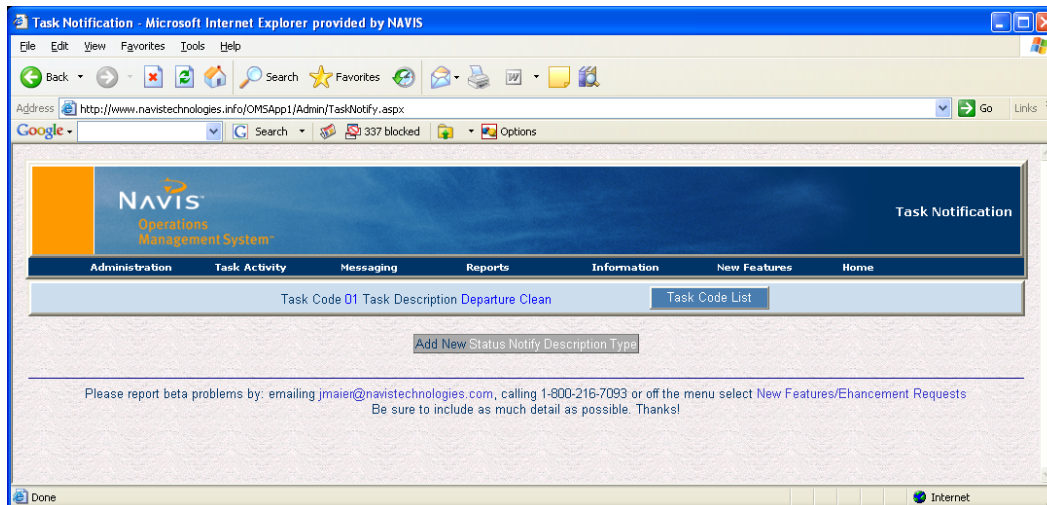 Task Notification - Microsoft Internet Explorer provided by NAVIS
File Edit View Favorites Tools Help
Back Search Favorites
Address http://www.navistechnologies.info/OMSApp1/Admin/TaskNotify.aspx Go Links
Google Search 337 blocked Options
NAVIS
Operations
Management System™
Task Notification
Administration Task Activity Messaging Reports Information New Features Home
Task Code 01 Task Description Departure Clean Task Code List
Add New Status Notify Description Type
Please report beta problems by: emailing jmaier@navistechnologies.com, calling 1-800-216-7093 or off the menu select New Features/Ehancement Requests
Be sure to include as much detail as possible. Thanks!
Done Internet